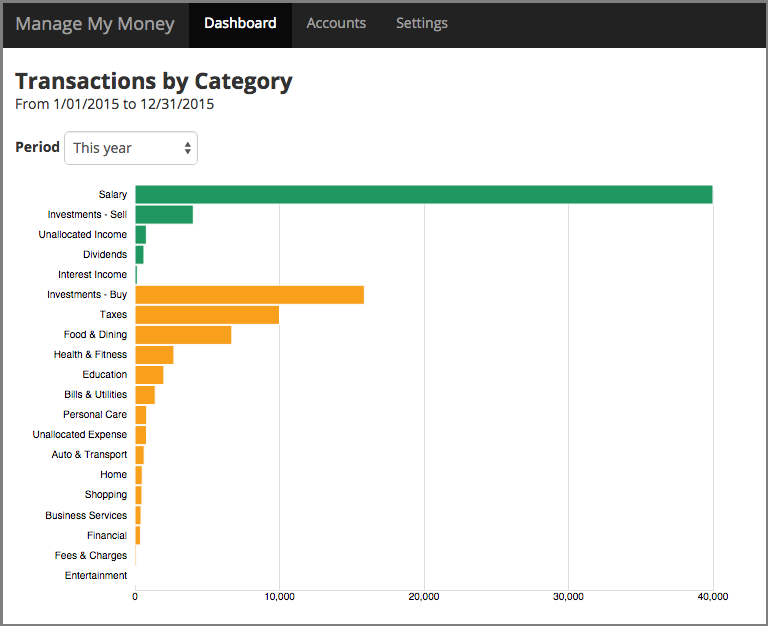 Manage My Money Dashboard Accounts Settings
Transactions by Category
From 1/01/2015 to 12/31/2015
Period This year
Salary
Investments - Sell
Unallocated Income
Dividends
Interest Income
Investments - Buy
Taxes
Food & Dining
Health & Fitness
Education
Bills & Utilities
Personal Care
Unallocated Expense
Auto & Transport
Home
Shopping
Business Services
Financial
Fees & Charges
Entertainment
0 10,000 20,000 30,000 40,000